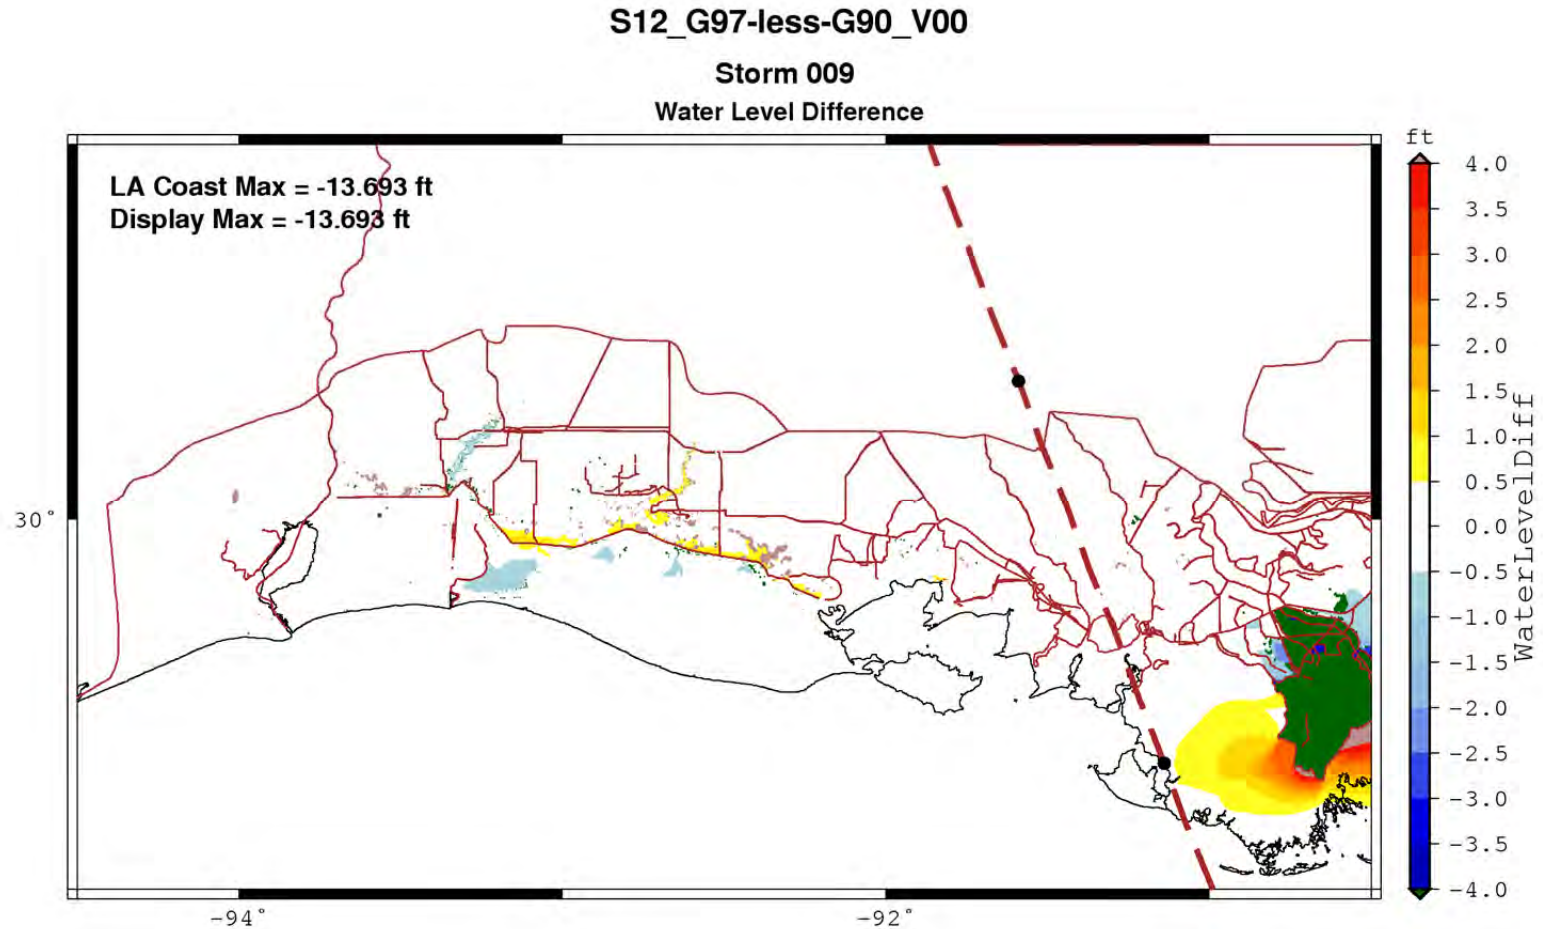 S12_G97-less-G90_V00
Storm 009
Water Level Difference
LA Coast Max = -13.693 ft
Display Max = -13.693 ft
ft
4.0
3.5
3.0
2.5
2.0
1.5
1.0
0.5
0.0
-0.5
-1.0
-1.5
-2.0
-2.5
-3.0
-3.5
-4.0
WaterLevelDiff
30°
-94°
-92°